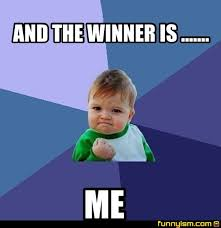 AND THE WINNER IS .......
ME
funnyism.com